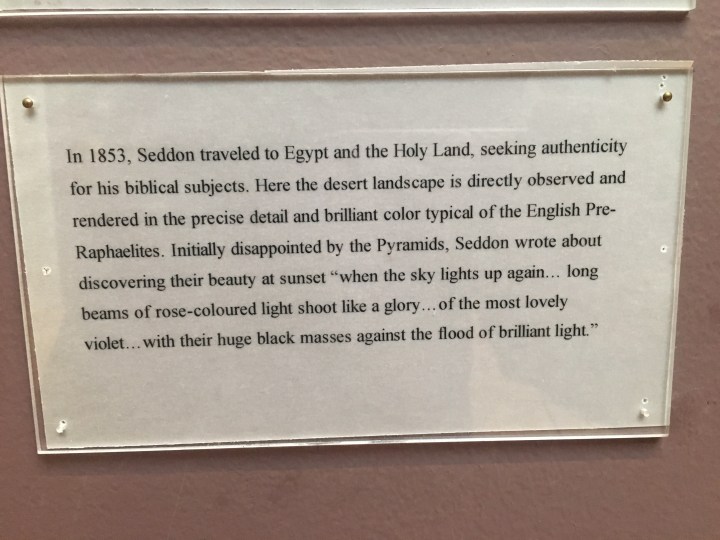 In 1853, Seddon traveled to Egypt and the Holy Land, seeking authenticity
for his biblical subjects. Here the desert landscape is directly observed and
rendered in the precise detail and brilliant color typical of the English Pre-
Raphaelites. Initially disappointed by the Pyramids, Seddon wrote about
discovering their beauty at sunset “when the sky lights up again… long
beams of rose-coloured light shoot like a glory…of the most lovely
violet…with their huge black masses against the flood of brilliant light.”